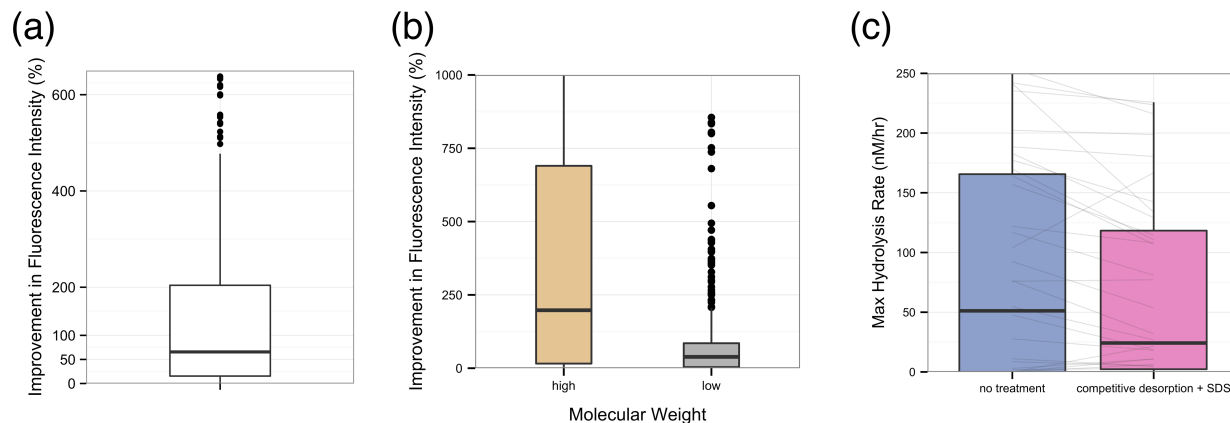 (a)
Improvement in Fluorescence Intensity (%)
600
400
200
100
50
0
(b)
Improvement in Fluorescence Intensity (%)
1000
750
500
250
0
high
low
Molecular Weight
(c)
Max Hydrolysis Rate (nM/hr)
250
200
150
100
50
0
no treatment
competitive desorption + SDS